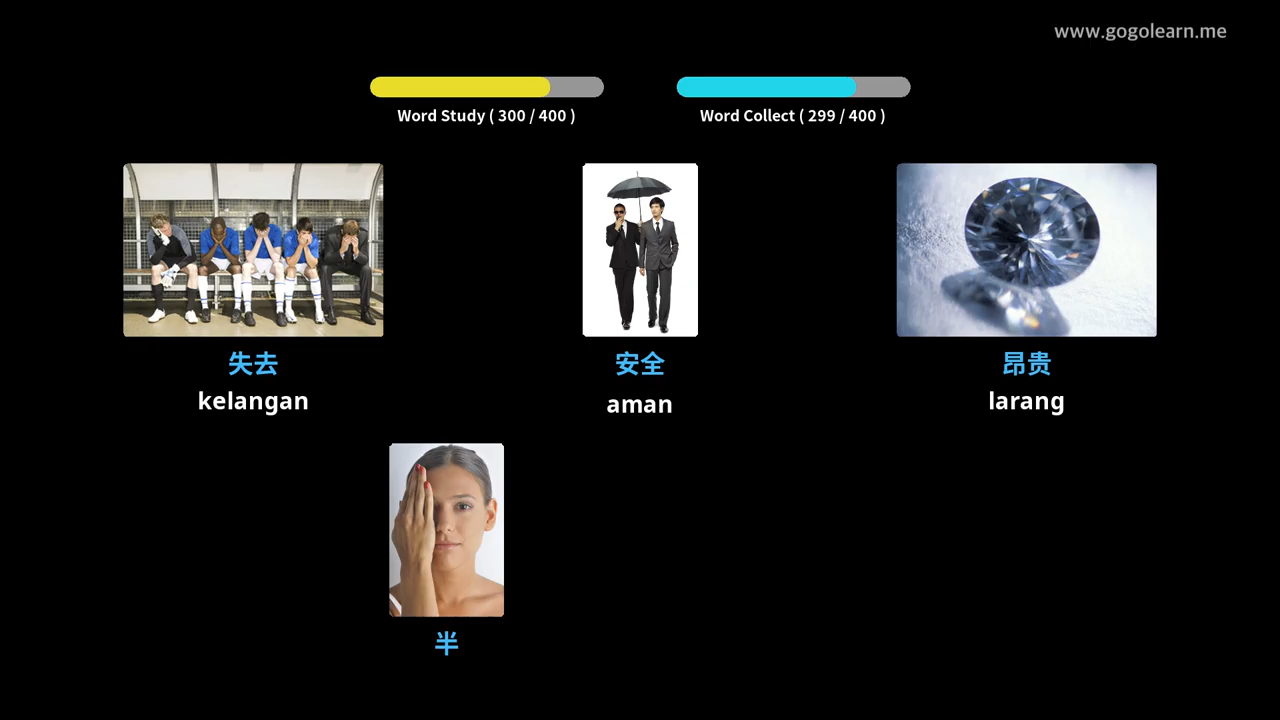 www.gogolearn.me
Word Study ( 300 / 400 )
Word Collect ( 299 / 400 )
失去
kelangan
安全
aman
昂贵
larang
半